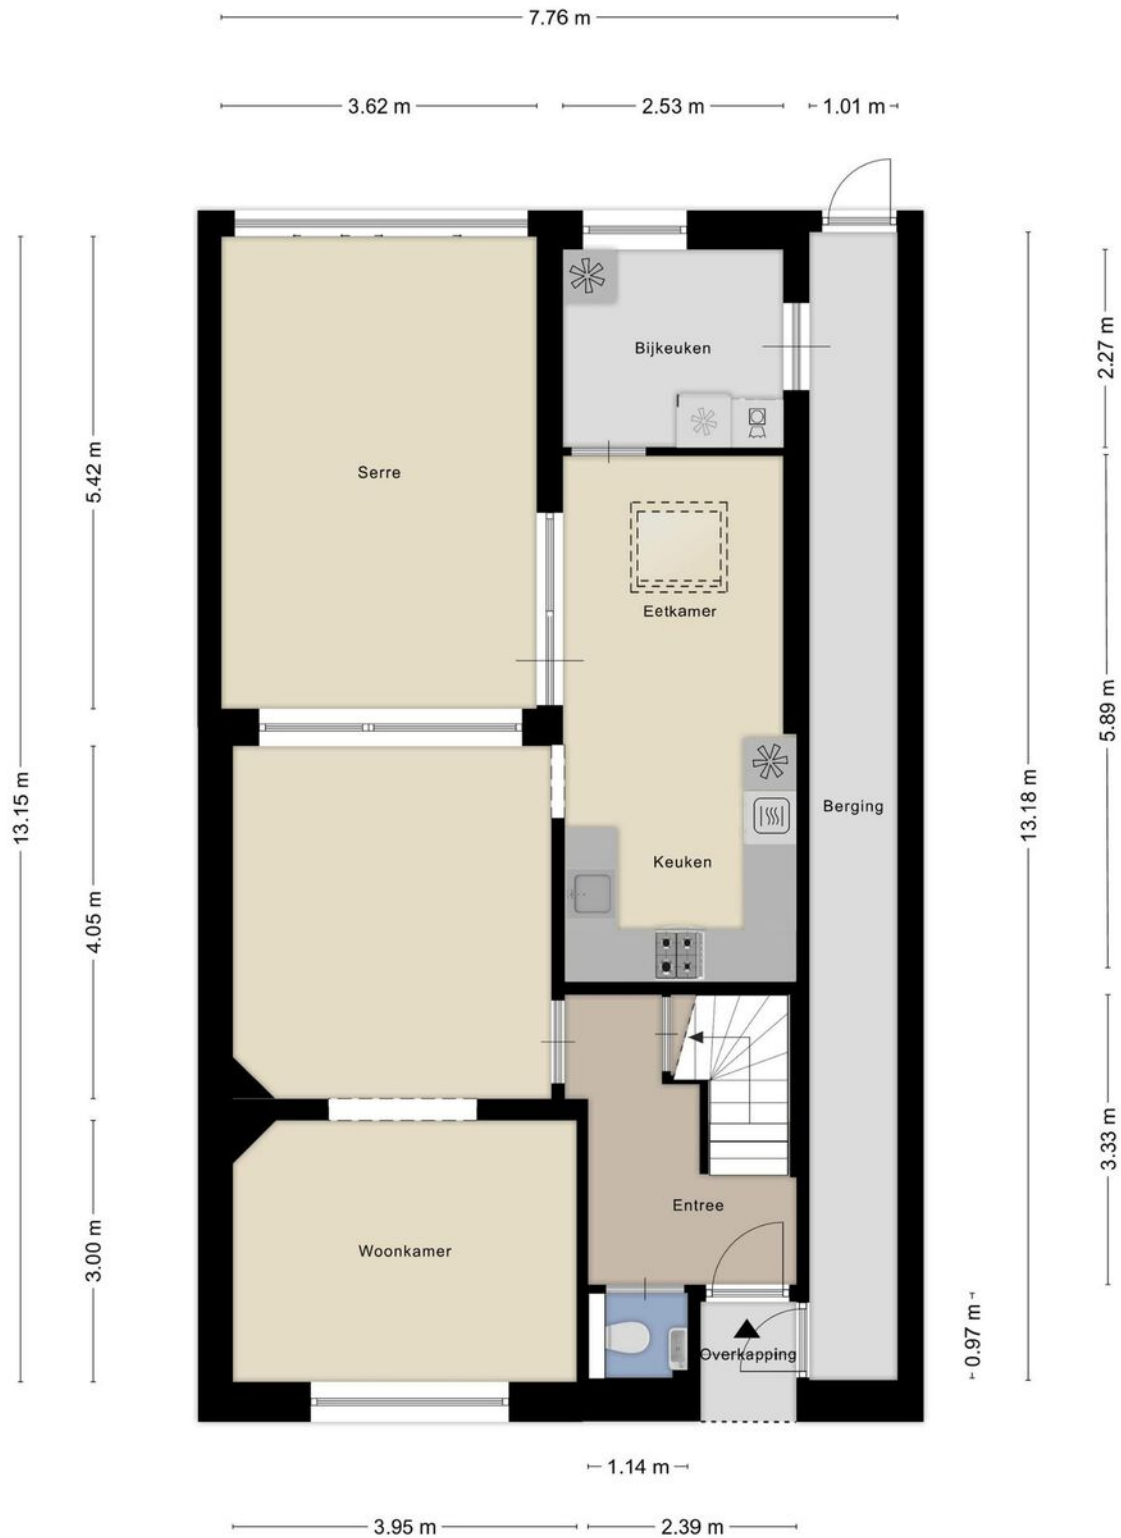 7.76 m
3.62 m
2.53 m
1.01 m
2.27 m
Bijkeuken
5.42 m
Serre
Eetkamer
5.89 m
13.15 m
13.18 m
Berging
Keuken
4.05 m
3.33 m
Entree
3.00 m
Woonkamer
0.97 m
Overkapping
1.14 m
3.95 m
2.39 m